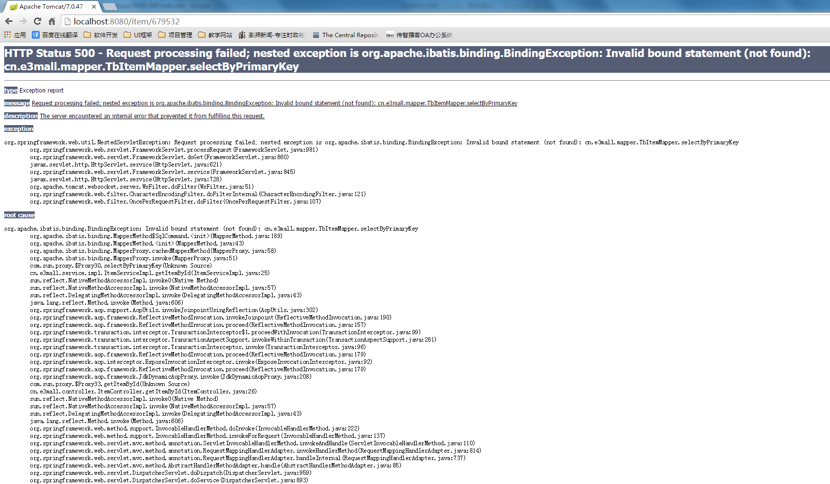 Apache Tomcat/7.0.47 -
localhost:8080/item/679532
应用 百度在线翻译 软件开发 UI框架 项目管理 教学网站 澎湃新闻-专注时政 The Central Reposit 传智播客OA办公系统
HTTP Status 500 - Request processing failed; nested exception is org.apache.ibatis.binding.BindingException: Invalid bound statement (not found):
cn.e3mall.mapper.TbItemMapper.selectByPrimaryKey
type Exception report
message Request processing failed; nested exception is org.apache.ibatis.binding.BindingException: Invalid bound statement (not found): cn.e3mall.mapper.TbItemMapper.selectByPrimaryKey
description The server encountered an internal error that prevented it from fulfilling this request.
exception
org.springframework.web.util.NestedServletException: Request processing failed; nested exception is org.apache.ibatis.binding.BindingException: Invalid bound statement (not found): cn.e3mall.mapper.TbItemMapper.selectByPrimaryKey
org.springframework.web.servlet.FrameworkServlet.processRequest(FrameworkServlet.java:981)
org.springframework.web.servlet.FrameworkServlet.doGet(FrameworkServlet.java:860)
javax.servlet.http.HttpServlet.service(HttpServlet.java:621)
org.springframework.web.servlet.FrameworkServlet.service(FrameworkServlet.java:845)
javax.servlet.http.HttpServlet.service(HttpServlet.java:728)
org.apache.tomcat.websocket.server.WsFilter.doFilter(WsFilter.java:51)
org.springframework.web.filter.CharacterEncodingFilter.doFilterInternal(CharacterEncodingFilter.java:121)
org.springframework.web.filter.OncePerRequestFilter.doFilter(OncePerRequestFilter.java:107)
root cause
org.apache.ibatis.binding.BindingException: Invalid bound statement (not found): cn.e3mall.mapper.TbItemMapper.selectByPrimaryKey
org.apache.ibatis.binding.MapperMethod$SqlCommand.<init>(MapperMethod.java:189)
org.apache.ibatis.binding.MapperMethod.<init>(MapperMethod.java:43)
org.apache.ibatis.binding.MapperProxy.cachedMapperMethod(MapperProxy.java:58)
org.apache.ibatis.binding.MapperProxy.invoke(MapperProxy.java:51)
com.sun.proxy.$Proxy30.selectByPrimaryKey(Unknown Source)
cn.e3mall.service.impl.ItemServiceImpl.getItemById(ItemServiceImpl.java:25)
sun.reflect.NativeMethodAccessorImpl.invoke0(Native Method)
sun.reflect.NativeMethodAccessorImpl.invoke(NativeMethodAccessorImpl.java:57)
sun.reflect.DelegatingMethodAccessorImpl.invoke(DelegatingMethodAccessorImpl.java:43)
java.lang.reflect.Method.invoke(Method.java:606)
org.springframework.aop.support.AopUtils.invokeJoinpointUsingReflection(AopUtils.java:302)
org.springframework.aop.framework.ReflectiveMethodInvocation.invokeJoinpoint(ReflectiveMethodInvocation.java:190)
org.springframework.aop.framework.ReflectiveMethodInvocation.proceed(ReflectiveMethodInvocation.java:157)
org.springframework.transaction.interceptor.TransactionInterceptor$1.proceedWithInvocation(TransactionInterceptor.java:99)
org.springframework.transaction.interceptor.TransactionAspectSupport.invokeWithinTransaction(TransactionAspectSupport.java:281)
org.springframework.transaction.interceptor.TransactionInterceptor.invoke(TransactionInterceptor.java:96)
org.springframework.aop.framework.ReflectiveMethodInvocation.proceed(ReflectiveMethodInvocation.java:179)
org.springframework.aop.interceptor.ExposeInvocationInterceptor.invoke(ExposeInvocationInterceptor.java:92)
org.springframework.aop.framework.ReflectiveMethodInvocation.proceed(ReflectiveMethodInvocation.java:179)
org.springframework.aop.framework.JdkDynamicAopProxy.invoke(JdkDynamicAopProxy.java:208)
com.sun.proxy.$Proxy33.getItemById(Unknown Source)
cn.e3mall.controller.ItemController.getItemById(ItemController.java:26)
sun.reflect.NativeMethodAccessorImpl.invoke0(Native Method)
sun.reflect.NativeMethodAccessorImpl.invoke(NativeMethodAccessorImpl.java:57)
sun.reflect.DelegatingMethodAccessorImpl.invoke(DelegatingMethodAccessorImpl.java:43)
java.lang.reflect.Method.invoke(Method.java:606)
org.springframework.web.method.support.InvocableHandlerMethod.doInvoke(InvocableHandlerMethod.java:222)
org.springframework.web.method.support.InvocableHandlerMethod.invokeForRequest(InvocableHandlerMethod.java:137)
org.springframework.web.servlet.mvc.method.annotation.ServletInvocableHandlerMethod.invokeAndHandle(ServletInvocableHandlerMethod.java:110)
org.springframework.web.servlet.mvc.method.annotation.RequestMappingHandlerAdapter.invokeHandlerMethod(RequestMappingHandlerAdapter.java:814)
org.springframework.web.servlet.mvc.method.annotation.RequestMappingHandlerAdapter.handleInternal(RequestMappingHandlerAdapter.java:737)
org.springframework.web.servlet.mvc.method.AbstractHandlerMethodAdapter.handle(AbstractHandlerMethodAdapter.java:85)
org.springframework.web.servlet.DispatcherServlet.doDispatch(DispatcherServlet.java:959)
org.springframework.web.servlet.DispatcherServlet.doService(DispatcherServlet.java:893)